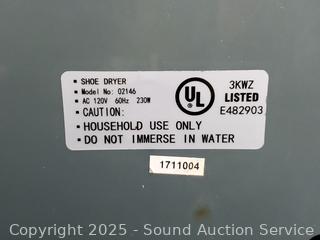 ▪ SHOE DRYER
▪ Model No: 02146
▪ AC 120V 60Hz 230W
▪ CAUTION:
▪ HOUSEHOLD USE ONLY
▪ DO NOT IMMERSE IN WATER
UL
3KWZ
LISTED
E482903
1711004
Copyright © 2025 - Sound Auction Service